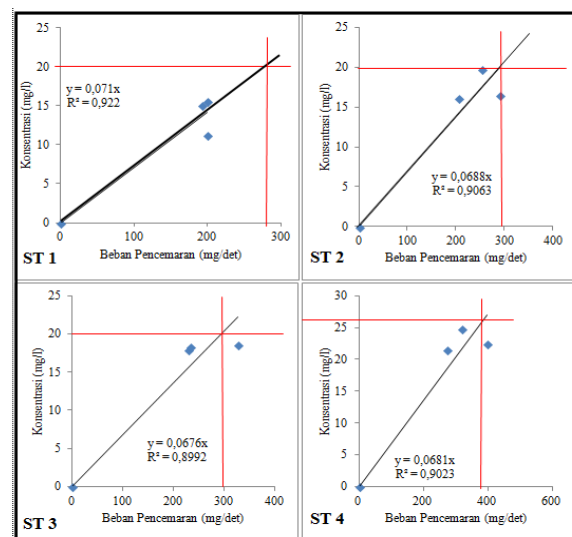 Konsentrasi (mg/l)
25
20
15
10
5
0
y = 0,071x
R² = 0,922
0
100
200
300
Beban Pencemaran (mg/det)
ST 1
Konsentrasi (mg/l)
25
20
15
10
5
0
y = 0,0688x
R² = 0,9063
0
100
200
300
400
500
Beban Pencemaran (mg/det)
ST 2
Konsentrasi (mg/l)
25
20
15
10
5
0
y = 0,0676x
R² = 0,8992
0
100
200
300
400
500
Beban Pencemaran (mg/det)
ST 3
Konsentrasi (mg/l)
30
25
20
15
10
5
0
y = 0,0681x
R² = 0,9023
0
200
400
600
Beban Pencemaran (mg/det)
ST 4